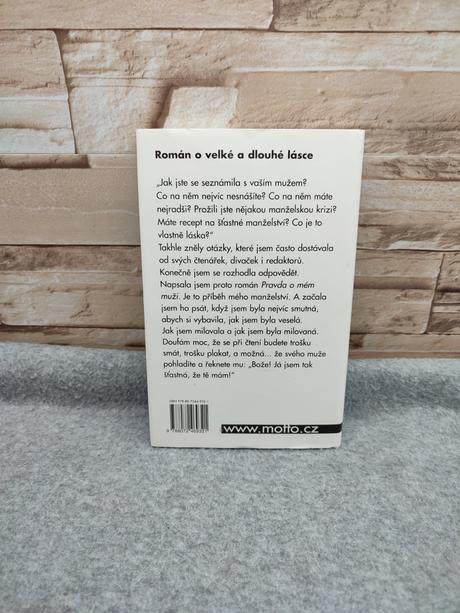 Román o velké a dlouhé lásce
„Jak jste se seznámila s vaším mužem?
Co na něm nejvíc nesnášíte? Co na něm máte
nejradši? Prožili jste nějakou manželskou krizi?
Máte recept na šťastné manželství? Co je to
vlastně láska?“
Takhle zněly otázky, které jsem často dostávala
od svých čtenářek, divaček i redaktorů.
Konečně jsem se rozhodla odpovědět.
Napsala jsem proto román Pravda o mém
muži. Je to příběh mého manželství. A začala
jsem ho psát, když jsem byla nejvíc smutná,
abych si vybavila, jak jsem byla veselá.
Jak jsem milovala a jak jsem byla milovaná.
Doufám moc, že se při čtení budete trošku
smát, trošku plakat, a možná... že svého muže
pohladíte a řeknete mu: „Bože! Já jsem tak
šťastná, že tě mám!“
www.motto.cz